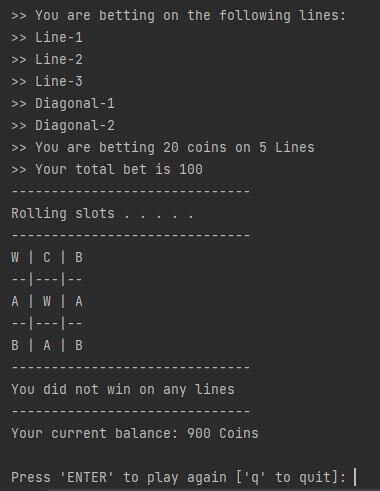 >> You are betting on the following lines:
>> Line-1
>> Line-2
>> Line-3
>> Diagonal-1
>> Diagonal-2
>> You are betting 20 coins on 5 Lines
>> Your total bet is 100
------------------------------
Rolling slots . . . . .
------------------------------
W | C | B
--|---|--
A | W | A
--|---|--
B | A | B
------------------------------
You did not win on any lines
------------------------------
Your current balance: 900 Coins
Press 'ENTER' to play again ['q' to quit]: